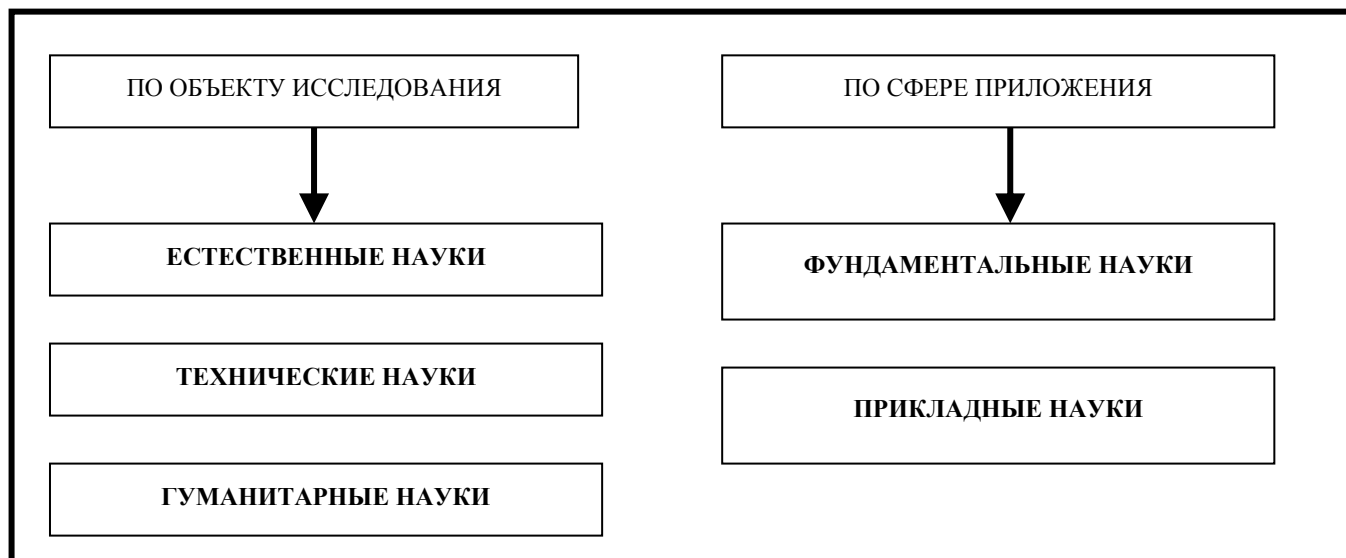 ПО ОБЪЕКТУ ИССЛЕДОВАНИЯ
ЕСТЕСТВЕННЫЕ НАУКИ
ТЕХНИЧЕСКИЕ НАУКИ
ГУМАНИТАРНЫЕ НАУКИ
ПО СФЕРЕ ПРИЛОЖЕНИЯ
ФУНДАМЕНТАЛЬНЫЕ НАУКИ
ПРИКЛАДНЫЕ НАУКИ